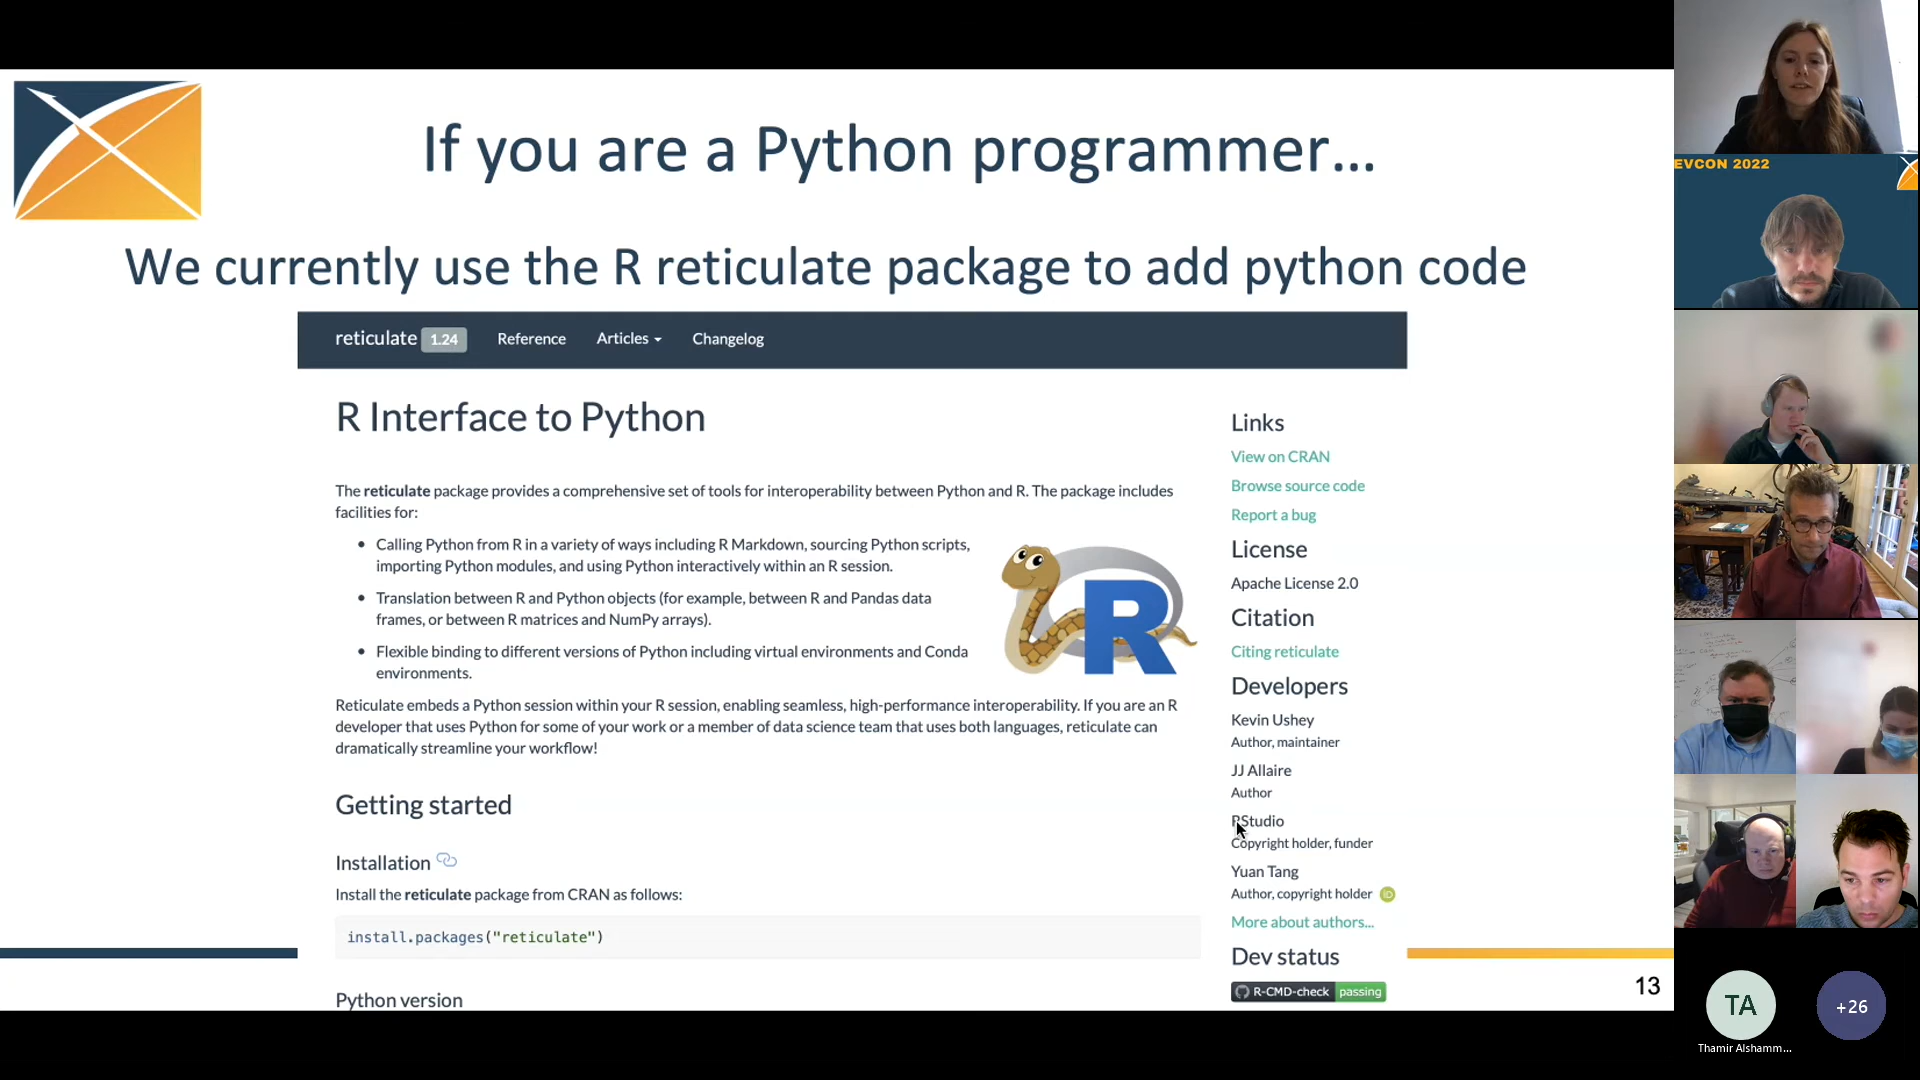 If you are a Python programmer...
We currently use the R reticulate package to add python code
reticulate 1.24 Reference Articles Changelog
R Interface to Python
The reticulate package provides a comprehensive set of tools for interoperability between Python and R. The package includes
facilities for:
• Calling Python from R in a variety of ways including R Markdown, sourcing Python scripts,
importing Python modules, and using Python interactively within an R session.
• Translation between R and Python objects (for example, between R and Pandas data
frames, or between R matrices and NumPy arrays).
• Flexible binding to different versions of Python including virtual environments and Conda
environments.
R
Reticulate embeds a Python session within your R session, enabling seamless, high-performance interoperability. If you are an R
developer that uses Python for some of your work or a member of data science team that uses both languages, reticulate can
dramatically streamline your workflow!
Getting started
Installation
Install the reticulate package from CRAN as follows:
install.packages("reticulate")
Python version
Links
View on CRAN
Browse source code
Report a bug
License
Apache License 2.0
Citation
Citing reticulate
Developers
Kevin Ushey
Author, maintainer
JJ Allaire
Author
RStudio
Copyright holder, funder
Yuan Tang
Author, copyright holder iD
More about authors...
Dev status
R-CMD-check passing
13
EVCON 2022
TA
+26
Thamir Alshamm...